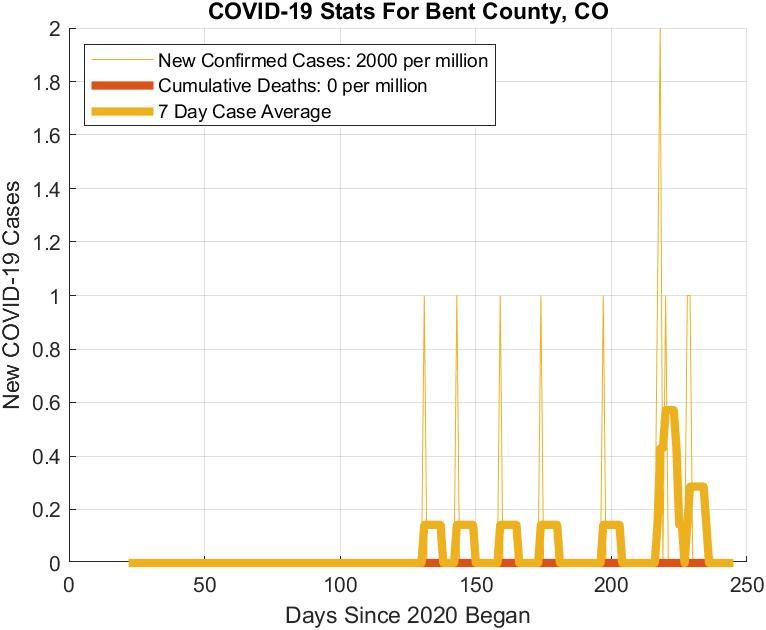 COVID-19 Stats For Bent County, CO
2
1.8
1.6
1.4
1.2
1
0.8
0.6
0.4
0.2
0
New COVID-19 Cases
New Confirmed Cases: 2000 per million
Cumulative Deaths: 0 per million
7 Day Case Average
0 50 100 150 200 250
Days Since 2020 Began